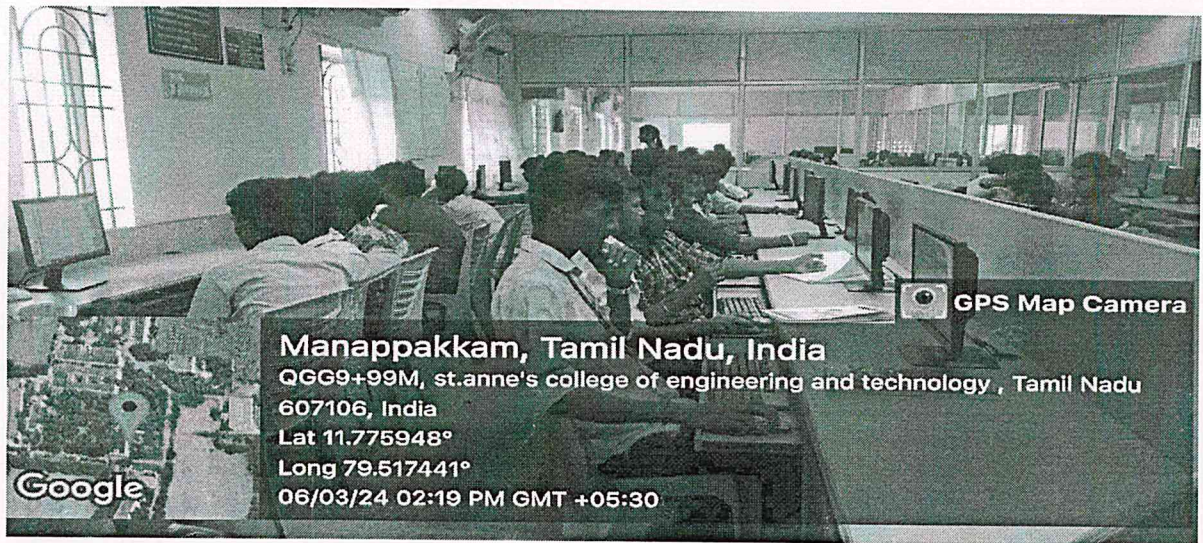 GPS Map Camera
Manappakkam, Tamil Nadu, India
QGG9+99M, st.anne's college of engineering and technology , Tamil Nadu
607106, India
Lat 11.775948°
Long 79.517441°
06/03/24 02:19 PM GMT +05:30
Google